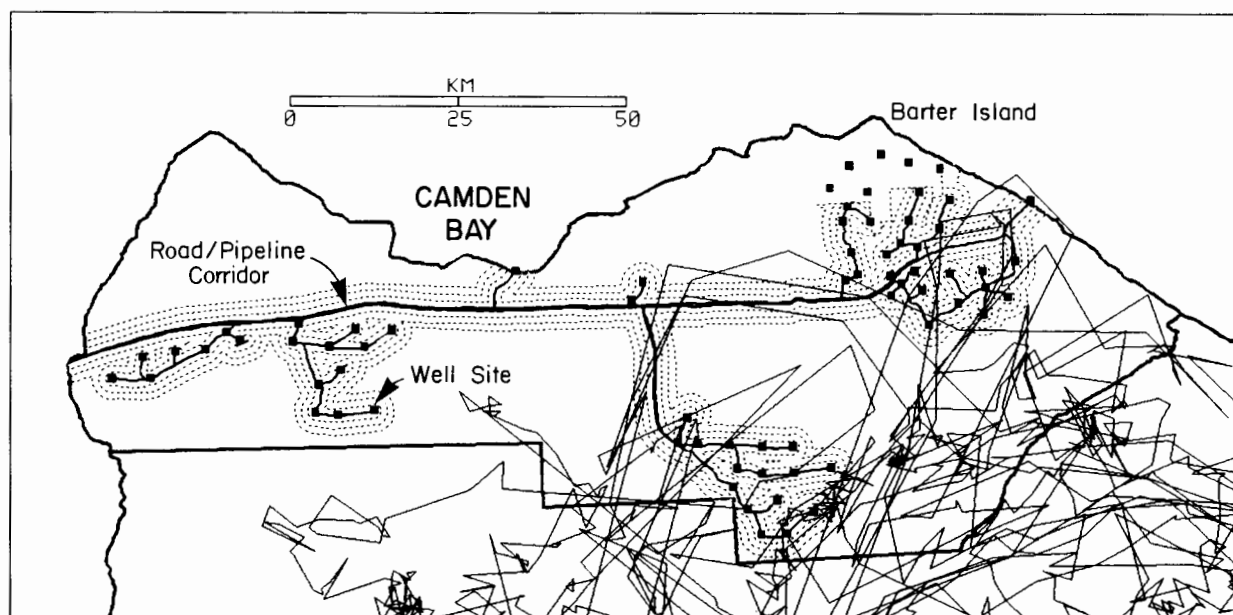 KM
0 25 50
Barter Island
CAMDEN
BAY
Road/Pipeline
Corridor
Well Site